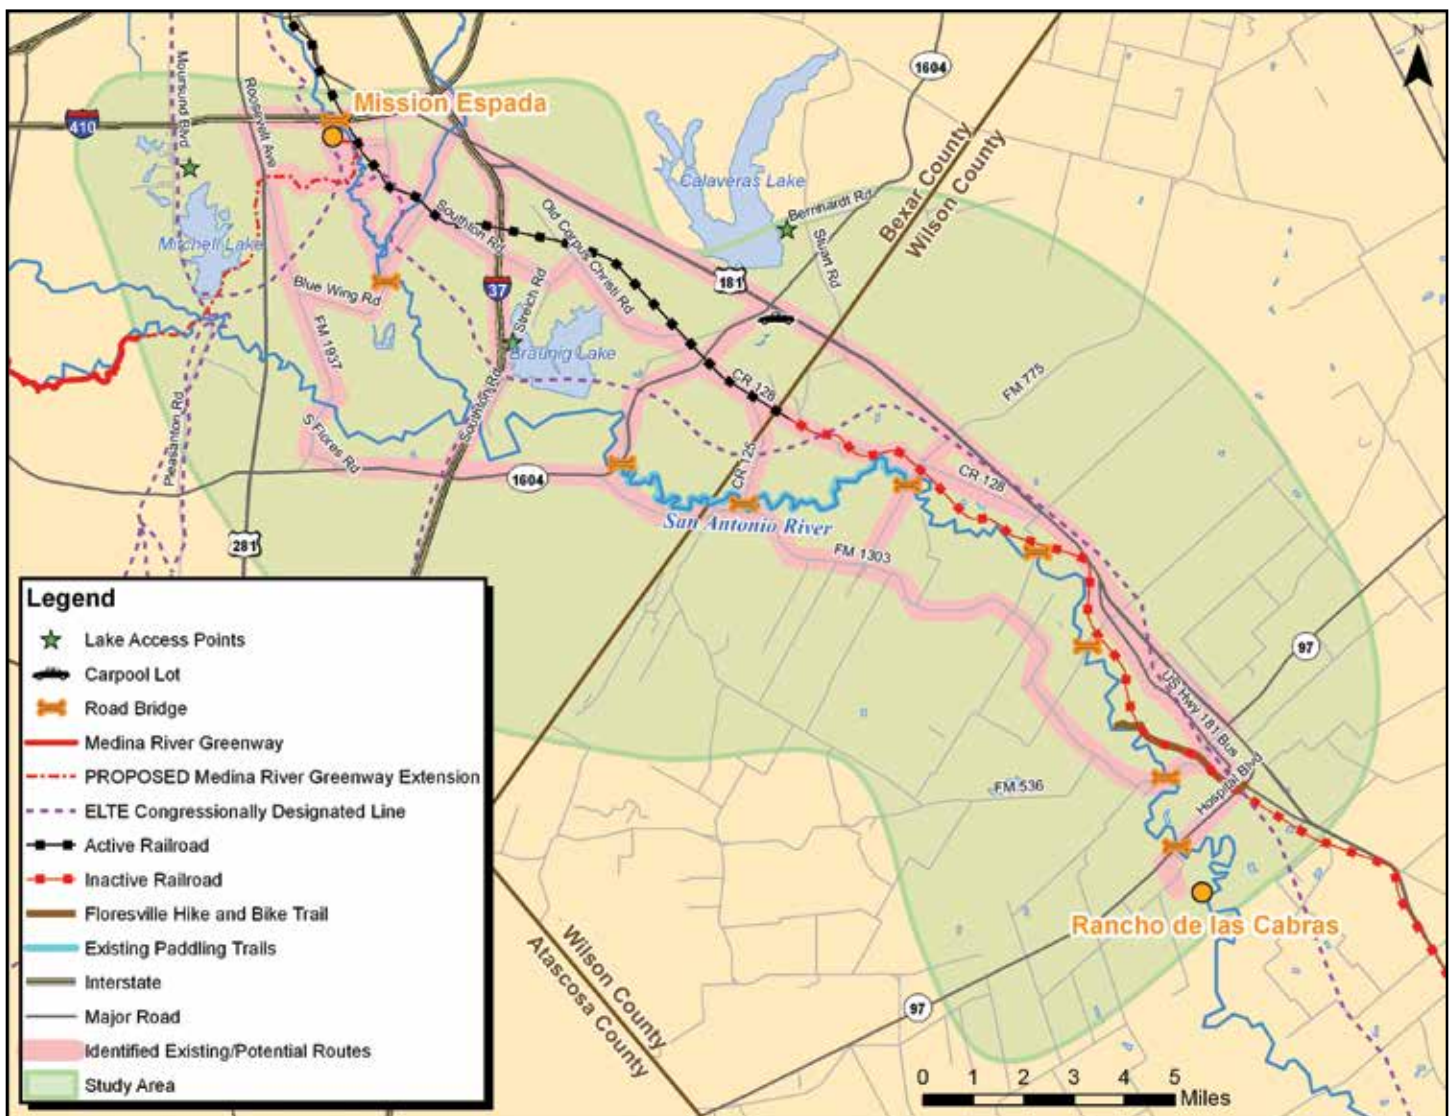 N
1604
Mission Espada
410
Moursund Blvd
Roosevelt Ave
Calaveras Lake
Bexar County
Wilson County
Bernhardt Rd
Stuart Rd
Old Corpus Christi Rd
Southton Rd
Mitchell Lake
181
37
Streich Rd
Blue Wing Rd
FM 1937
Braunig Lake
CR 128
FM 775
Pleasanton Rd
Southton Rd
S Flores Rd
1604
CR 125
CR 128
San Antonio River
281
FM 1303
97
US Hwy 181 Bus
Hospital Blvd
FM 536
Rancho de las Cabras
Wilson County
Atascosa County
97
Legend
Lake Access Points
Carpool Lot
Road Bridge
Medina River Greenway
PROPOSED Medina River Greenway Extension
ELTE Congressionally Designated Line
Active Railroad
Inactive Railroad
Floresville Hike and Bike Trail
Existing Paddling Trails
Interstate
Major Road
Identified Existing/Potential Routes
Study Area
0 1 2 3 4 5
Miles